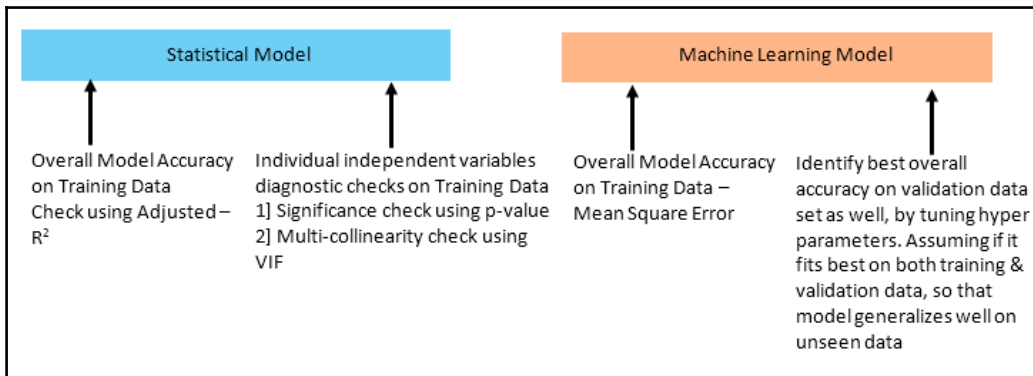 Statistical Model
Machine Learning Model
Overall Model Accuracy
on Training Data
Check using Adjusted –
R²
Individual independent variables
diagnostic checks on Training Data
1] Significance check using p-value
2] Multi-collinearity check using
VIF
Overall Model Accuracy
on Training Data –
Mean Square Error
Identify best overall
accuracy on validation data
set as well, by tuning hyper
parameters. Assuming if it
fits best on both training &
validation data, so that
model generalizes well on
unseen data